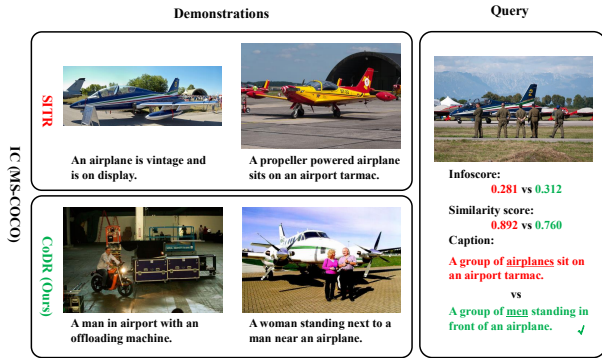 Demonstrations
Query
IC (MS-COCO)
SITR
An airplane is vintage and
is on display.
A propeller powered airplane
sits on an airport tarmac.
CoDR (Ours)
A man in airport with an
offloading machine.
A woman standing next to a
man near an airplane.
Infoscore:
0.281 vs 0.312
Similarity score:
0.892 vs 0.760
Caption:
A group of airplanes sit on
an airport tarmac.
vs
A group of men standing in
front of an airplane. ✓